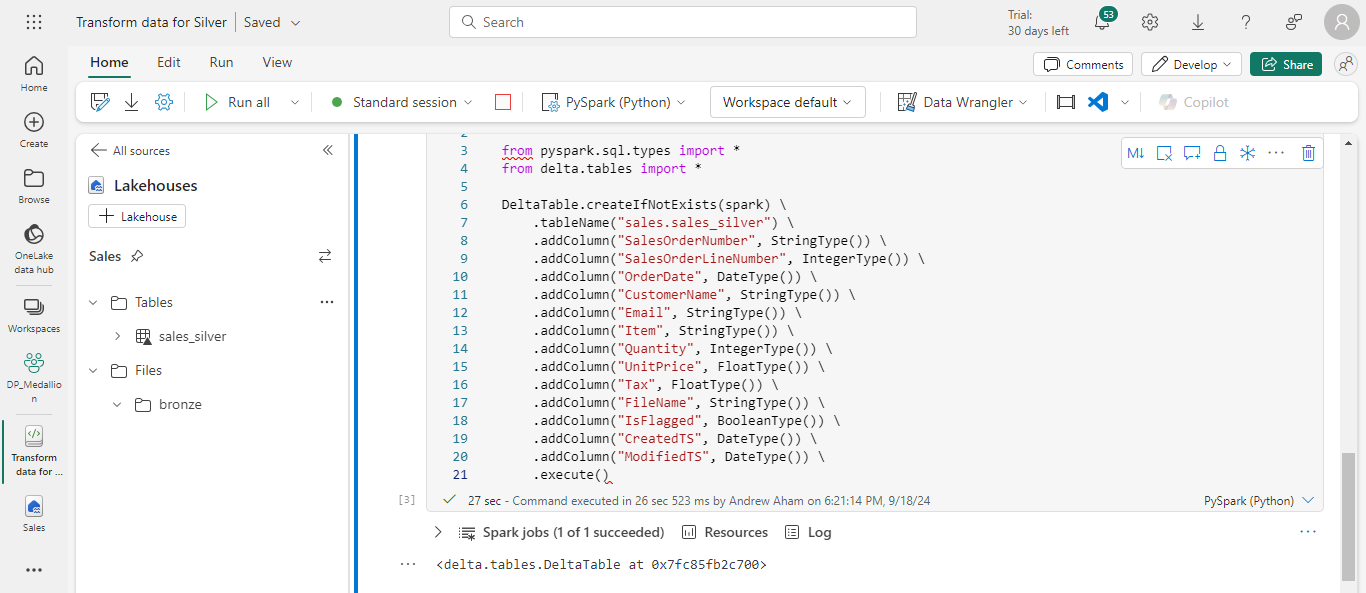 Transform data for Silver
Saved
Search
Trial:
30 days left
53
Home
Edit
Run
View
Comments
Develop
Share
Run all
Standard session
PySpark (Python)
Workspace default
Data Wrangler
Copilot
Home
Create
Browse
OneLake
data hub
Workspaces
DP_Medallio
n
Transform
data for ...
Sales
All sources
Lakehouses
Lakehouse
Sales
Tables
sales_silver
Files
bronze
M↓
2
3 from pyspark.sql.types import *
4 from delta.tables import *
5
6 DeltaTable.createIfNotExists(spark) \
7 .tableName("sales.sales_silver") \
8 .addColumn("SalesOrderNumber", StringType()) \
9 .addColumn("SalesOrderLineNumber", IntegerType()) \
10 .addColumn("OrderDate", DateType()) \
11 .addColumn("CustomerName", StringType()) \
12 .addColumn("Email", StringType()) \
13 .addColumn("Item", StringType()) \
14 .addColumn("Quantity", IntegerType()) \
15 .addColumn("UnitPrice", FloatType()) \
16 .addColumn("Tax", FloatType()) \
17 .addColumn("FileName", StringType()) \
18 .addColumn("IsFlagged", BooleanType()) \
19 .addColumn("CreatedTS", DateType()) \
20 .addColumn("ModifiedTS", DateType()) \
21 .execute()
[3]
27 sec - Command executed in 26 sec 523 ms by Andrew Aham on 6:21:14 PM, 9/18/24
PySpark (Python)
Spark jobs (1 of 1 succeeded)
Resources
Log
<delta.tables.DeltaTable at 0x7fc85fb2c700>